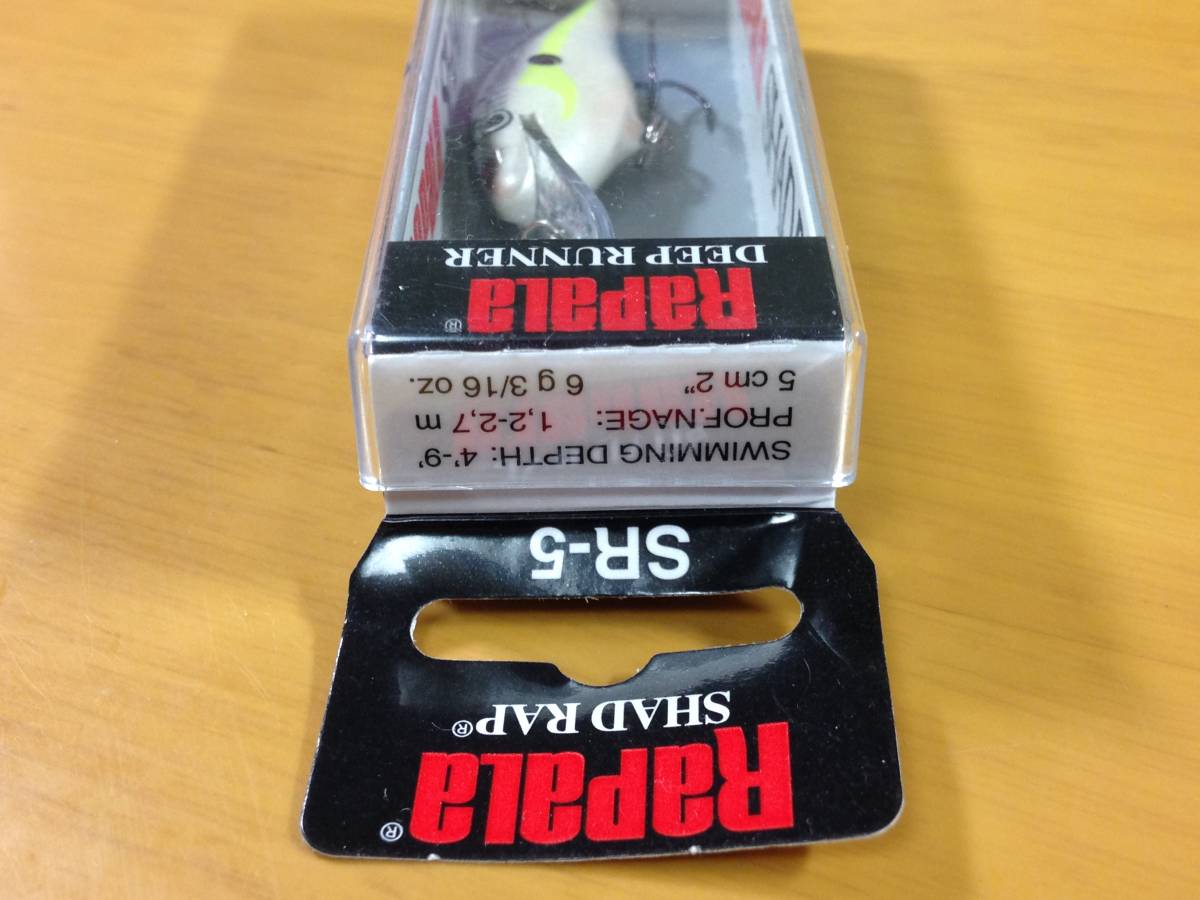 RAPALA®
SHAD RAP®
SR-5
SWIMMING DEPTH: 4'-9'
PROF.NAGE: 1,2-2,7 m
5 cm 2” 6 g 3/16 oz.
RAPALA®
DEEP RUNNER